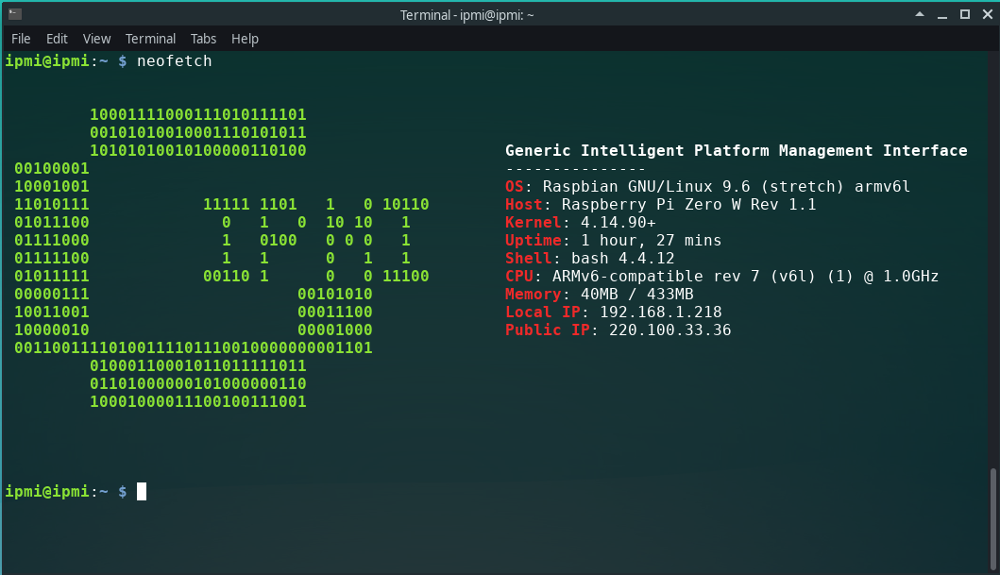 Terminal - ipmi@ipmi: ~
File Edit View Terminal Tabs Help
ipmi@ipmi:~ $ neofetch
10001111000111010111101
00101010010001110101011
10101010010100000110100 Generic Intelligent Platform Management Interface
00100001 ---------------
10001001 OS: Raspbian GNU/Linux 9.6 (stretch) armv6l
11010111 11111 1101 1 0 10110 Host: Raspberry Pi Zero W Rev 1.1
01011100 0 1 0 10 10 1 Kernel: 4.14.90+
01111000 1 0100 0 0 0 1 Uptime: 1 hour, 27 mins
01111100 1 1 0 1 1 Shell: bash 4.4.12
01011111 00110 1 0 0 11100 CPU: ARMv6-compatible rev 7 (v6l) (1) @ 1.0GHz
00000111 00101010 Memory: 40MB / 433MB
10011001 00011100 Local IP: 192.168.1.218
10000010 00001000 Public IP: 220.100.33.36
00110011110100111101110010000000001101
01000110001011011111011
01101000000101000000110
10001000011100100111001
ipmi@ipmi:~ $